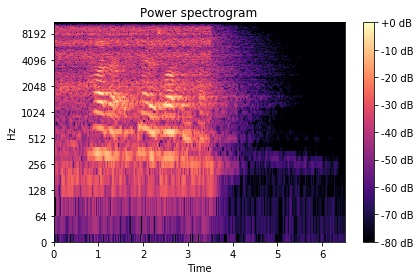 Power spectrogram
8192
4096
2048
1024
512
256
128
64
0
Hz
0 1 2 3 4 5 6
Time
+0 dB
-10 dB
-20 dB
-30 dB
-40 dB
-50 dB
-60 dB
-70 dB
-80 dB